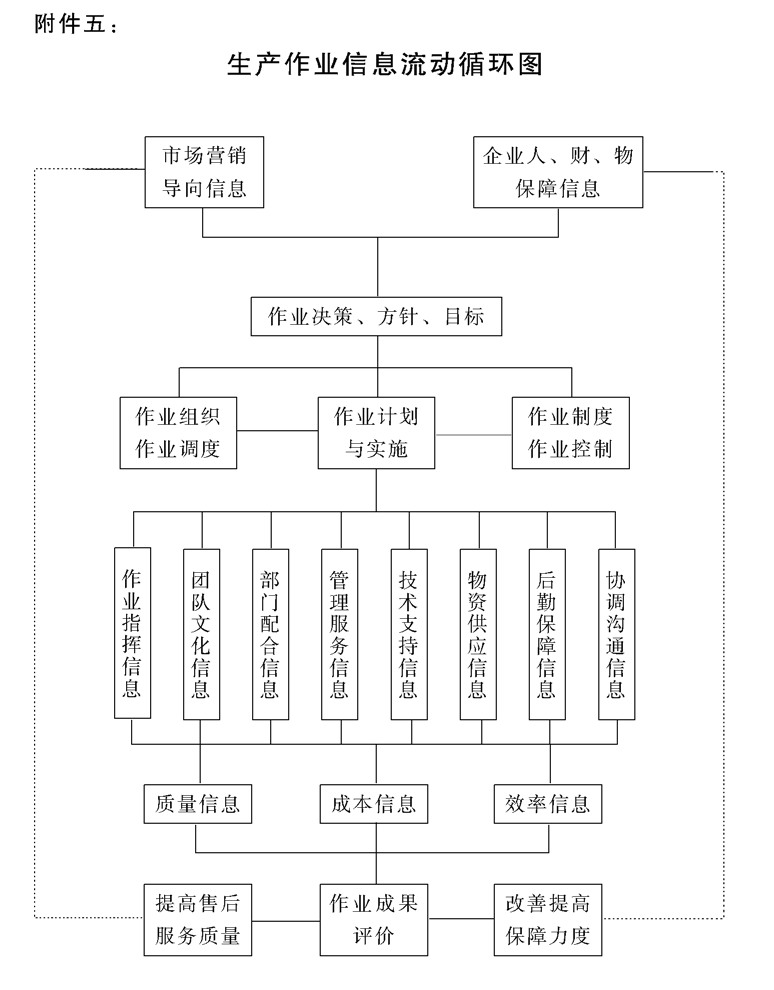 附件五：
生产作业信息流动循环图
市场营销
导向信息
企业人、财、物
保障信息
作业决策、方针、目标
作业组织
作业调度
作业计划
与实施
作业制度
作业控制
作业指挥信息
团队文化信息
部门配合信息
管理服务信息
技术支持信息
物资供应信息
后勤保障信息
协调沟通信息
质量信息
成本信息
效率信息
提高售后
服务质量
作业成果
评价
改善提高
保障力度